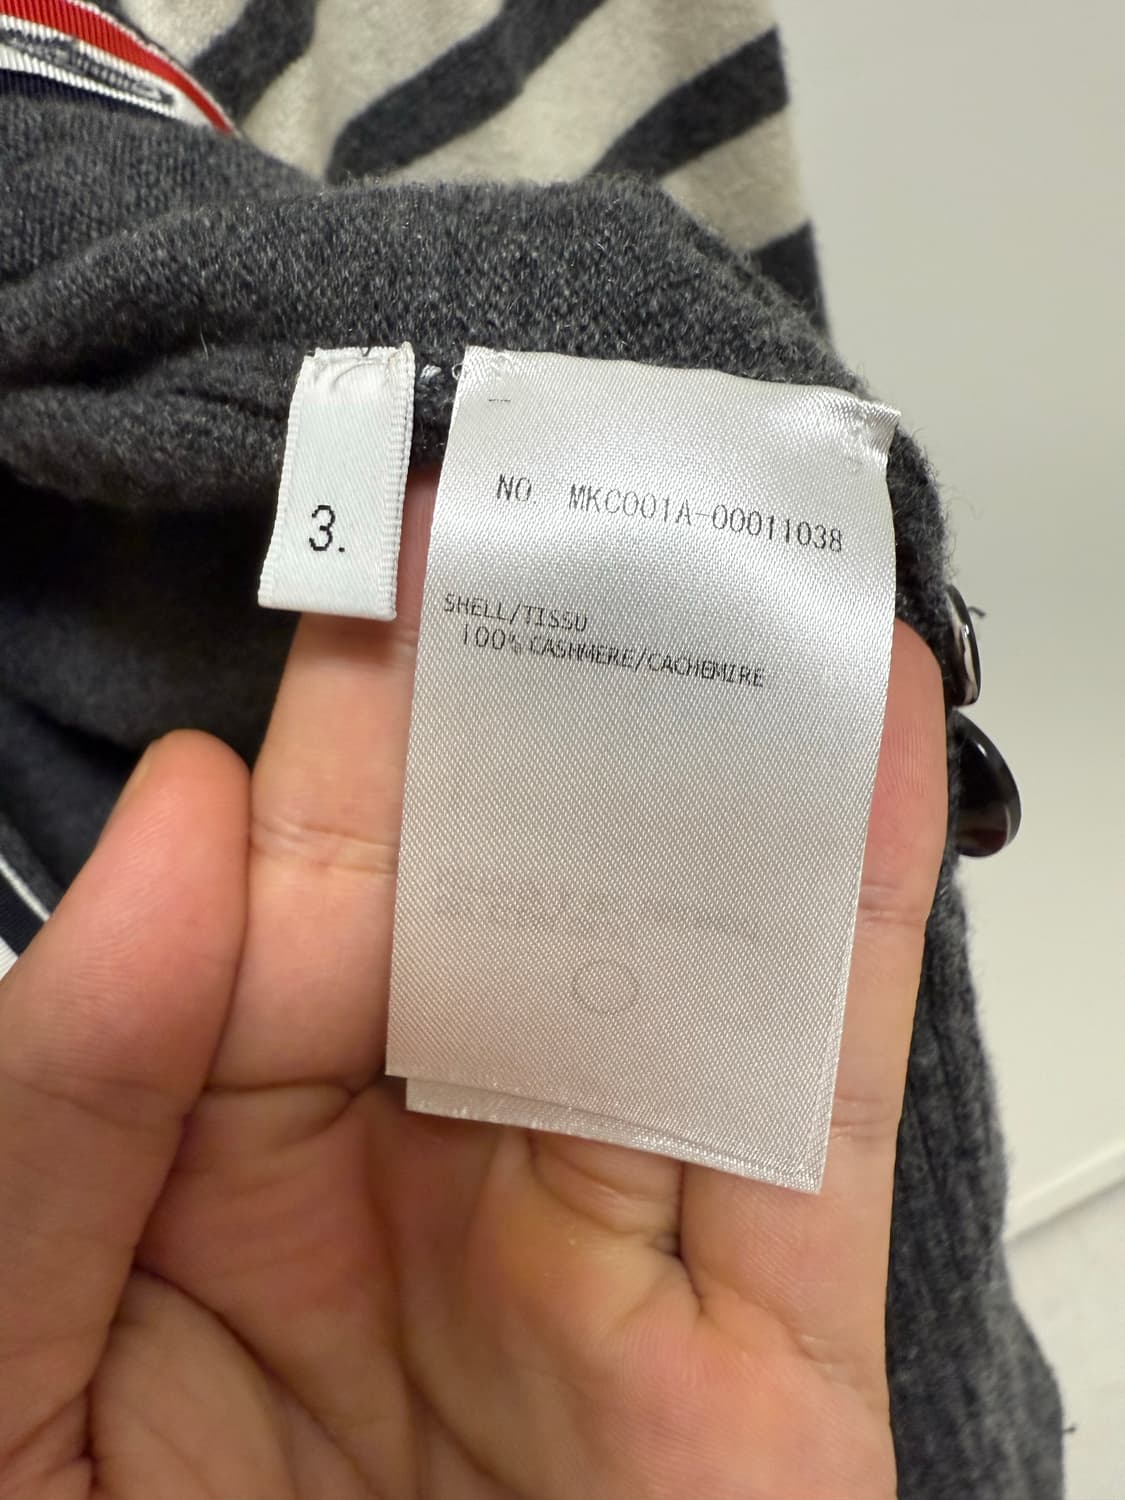 3.
NO MKC001A-00011038
SHELL/TISSU
100% CASHMERE/CACHEMIRE